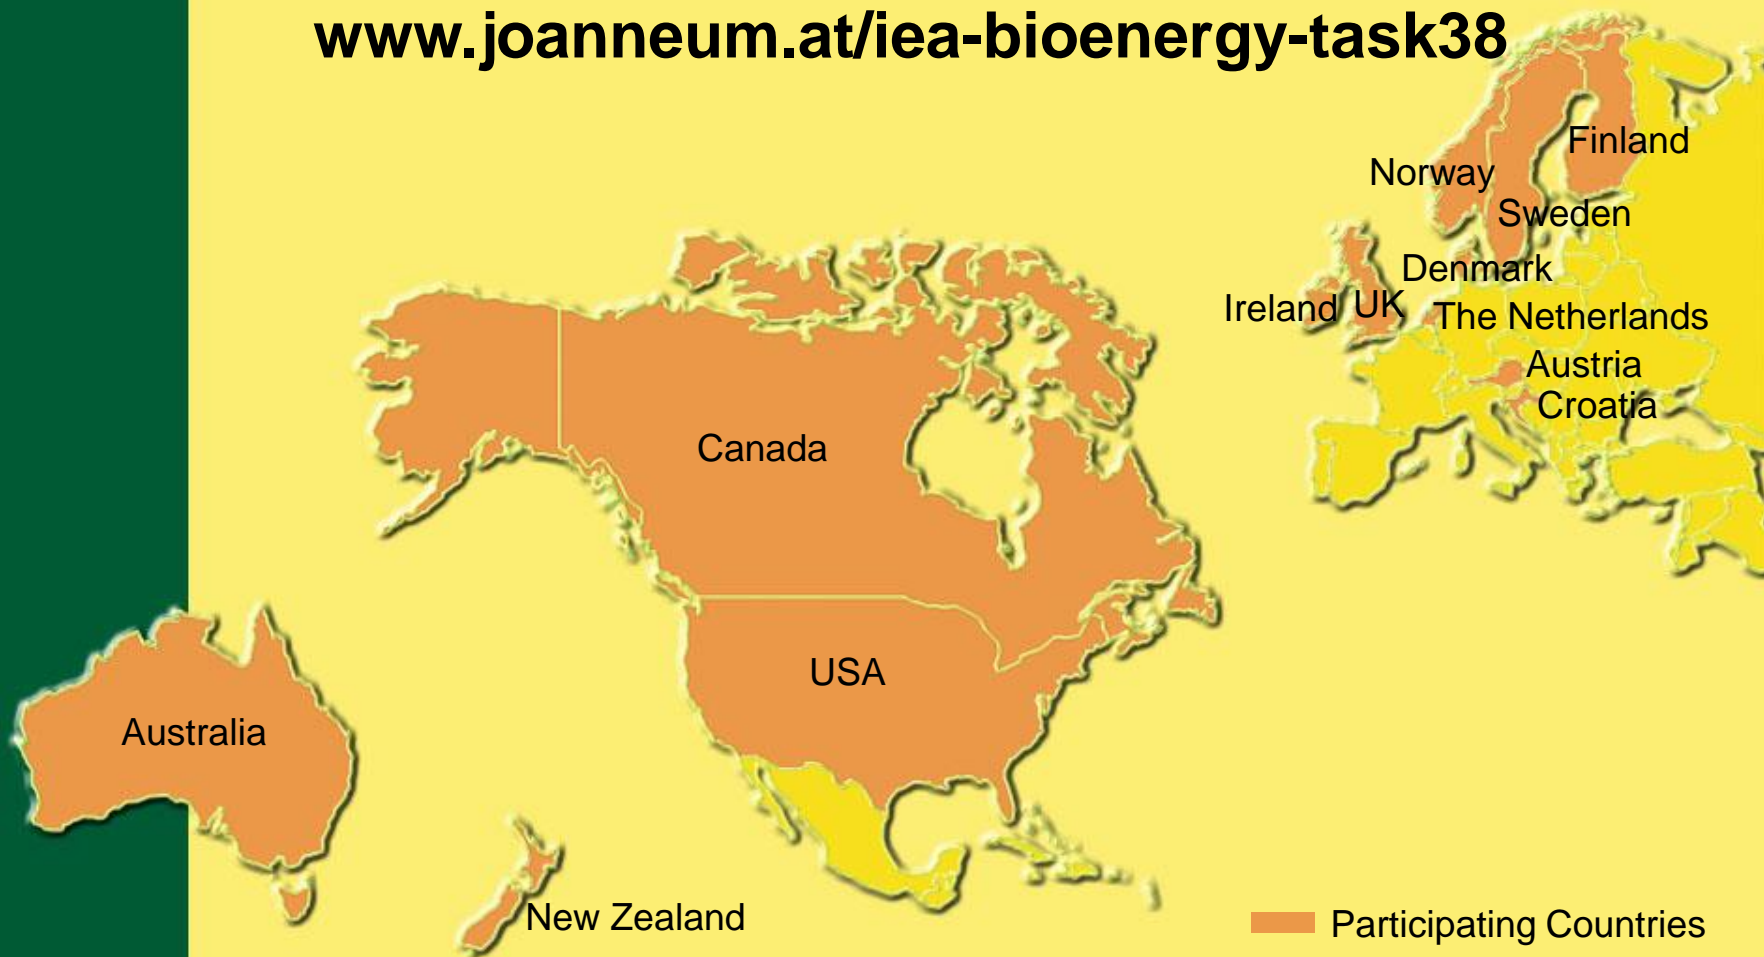 www.joanneum.at/iea-bioenergy-task38
Finland
Norway
Sweden
Denmark
Ireland UK
The Netherlands
Austria
Croatia
Canada
USA
Australia
New Zealand
Participating Countries